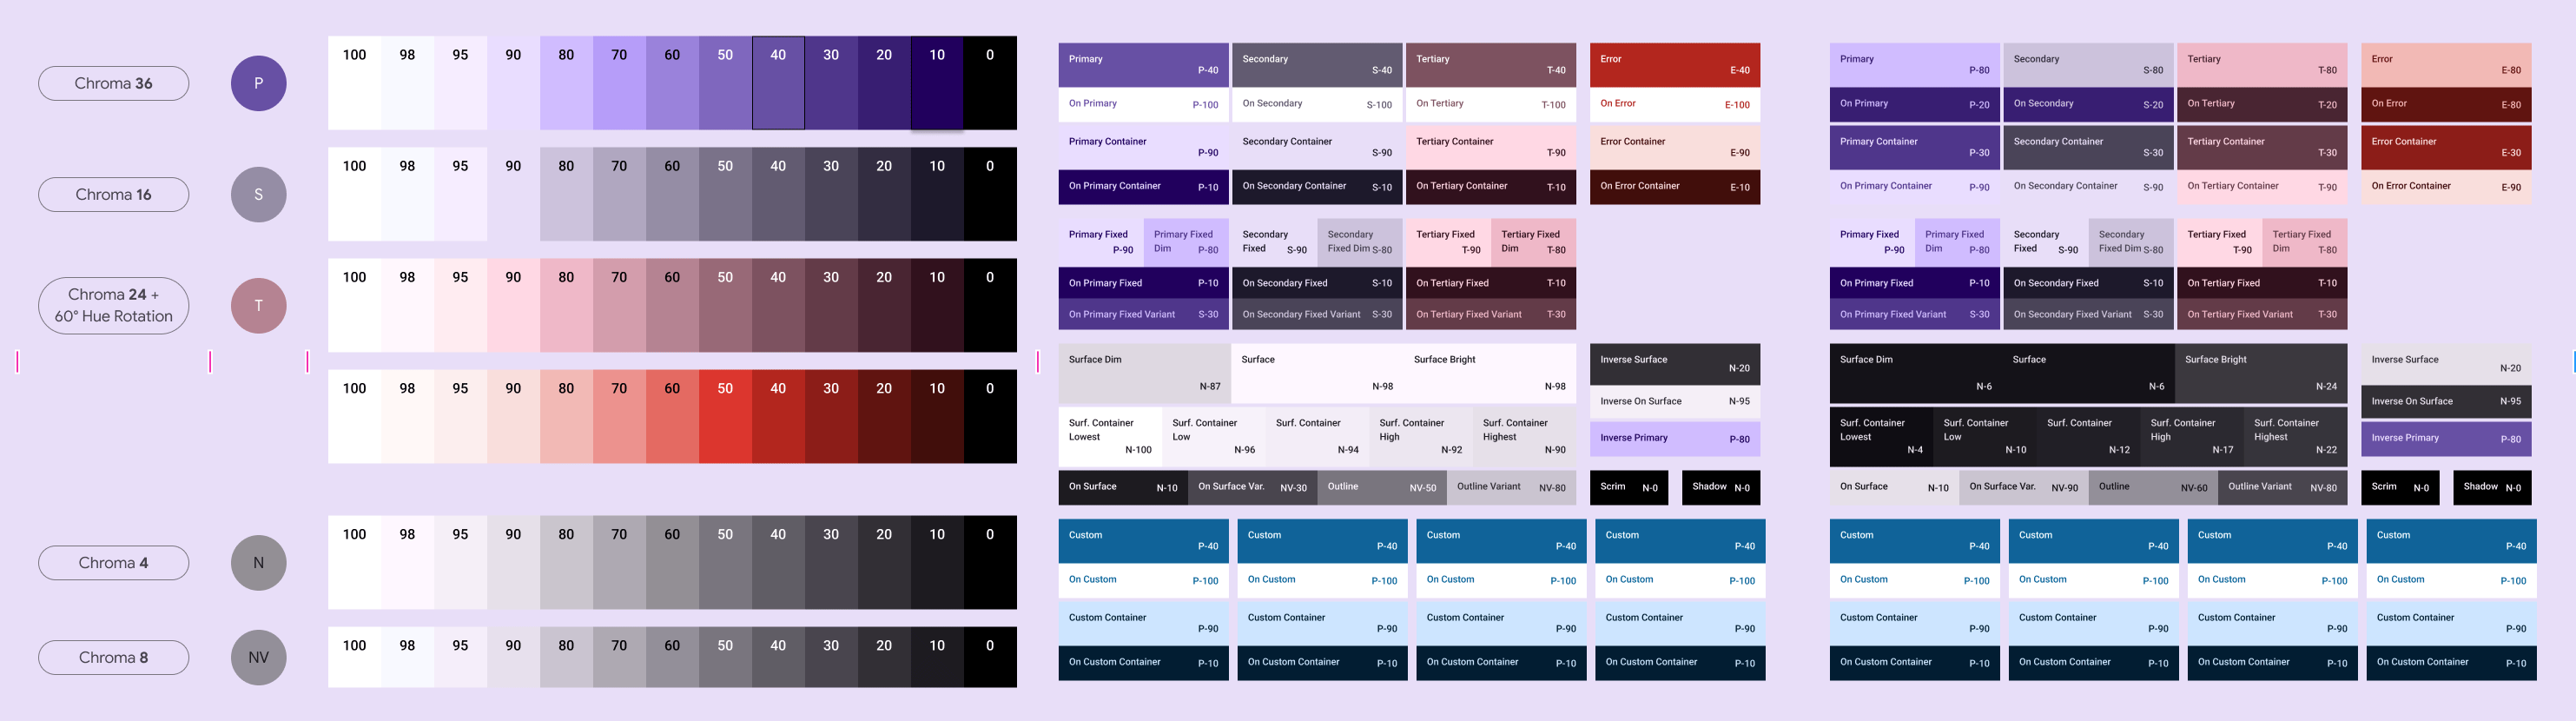 Chroma 36
P
100 98 95 90 80 70 60 50 40 30 20 10 0
Chroma 16
S
100 98 95 90 80 70 60 50 40 30 20 10 0
Chroma 24 +
60° Hue Rotation
T
100 98 95 90 80 70 60 50 40 30 20 10 0
100 98 95 90 80 70 60 50 40 30 20 10 0
Chroma 4
N
100 98 95 90 80 70 60 50 40 30 20 10 0
Chroma 8
NV
100 98 95 90 80 70 60 50 40 30 20 10 0
Primary P-40
Secondary S-40
Tertiary T-40
Error E-40
On Primary P-100
On Secondary S-100
On Tertiary T-100
On Error E-100
Primary Container P-90
Secondary Container S-90
Tertiary Container T-90
Error Container E-90
On Primary Container P-10
On Secondary Container S-10
On Tertiary Container T-10
On Error Container E-10
Primary Fixed
P-90
Primary Fixed
Dim P-80
Secondary
Fixed S-90
Secondary
Fixed Dim S-80
Tertiary Fixed
T-90
Tertiary Fixed
Dim T-80
On Primary Fixed P-10
On Secondary Fixed S-10
On Tertiary Fixed T-10
On Primary Fixed Variant S-30
On Secondary Fixed Variant S-30
On Tertiary Fixed Variant T-30
Surface Dim
N-87
Surface
N-98
Surface Bright
N-98
Inverse Surface
N-20
Inverse On Surface N-95
Inverse Primary P-80
Surf. Container
Lowest
N-100
Surf. Container
Low
N-96
Surf. Container
N-94
Surf. Container
High
N-92
Surf. Container
Highest
N-90
On Surface N-10
On Surface Var. NV-30
Outline NV-50
Outline Variant NV-80
Scrim N-0
Shadow N-0
Custom P-40
Custom P-40
Custom P-40
Custom P-40
On Custom P-100
On Custom P-100
On Custom P-100
On Custom P-100
Custom Container P-90
Custom Container P-90
Custom Container P-90
Custom Container P-90
On Custom Container P-10
On Custom Container P-10
On Custom Container P-10
On Custom Container P-10
Primary P-80
Secondary S-80
Tertiary T-80
Error E-80
On Primary P-20
On Secondary S-20
On Tertiary T-20
On Error E-80
Primary Container P-30
Secondary Container S-30
Tertiary Container T-30
Error Container E-30
On Primary Container P-90
On Secondary Container S-90
On Tertiary Container T-90
On Error Container E-90
Primary Fixed
P-90
Primary Fixed
Dim P-80
Secondary
Fixed S-90
Secondary
Fixed Dim S-80
Tertiary Fixed
T-90
Tertiary Fixed
Dim T-80
On Primary Fixed P-10
On Secondary Fixed S-10
On Tertiary Fixed T-10
On Primary Fixed Variant S-30
On Secondary Fixed Variant S-30
On Tertiary Fixed Variant T-30
Surface Dim
N-6
Surface
N-6
Surface Bright
N-24
Inverse Surface
N-20
Inverse On Surface N-95
Inverse Primary P-80
Surf. Container
Lowest
N-4
Surf. Container
Low
N-10
Surf. Container
N-12
Surf. Container
High
N-17
Surf. Container
Highest
N-22
On Surface N-10
On Surface Var. NV-90
Outline NV-60
Outline Variant NV-80
Scrim N-0
Shadow N-0
Custom P-40
Custom P-40
Custom P-40
Custom P-40
On Custom P-100
On Custom P-100
On Custom P-100
On Custom P-100
Custom Container P-90
Custom Container P-90
Custom Container P-90
Custom Container P-90
On Custom Container P-10
On Custom Container P-10
On Custom Container P-10
On Custom Container P-10